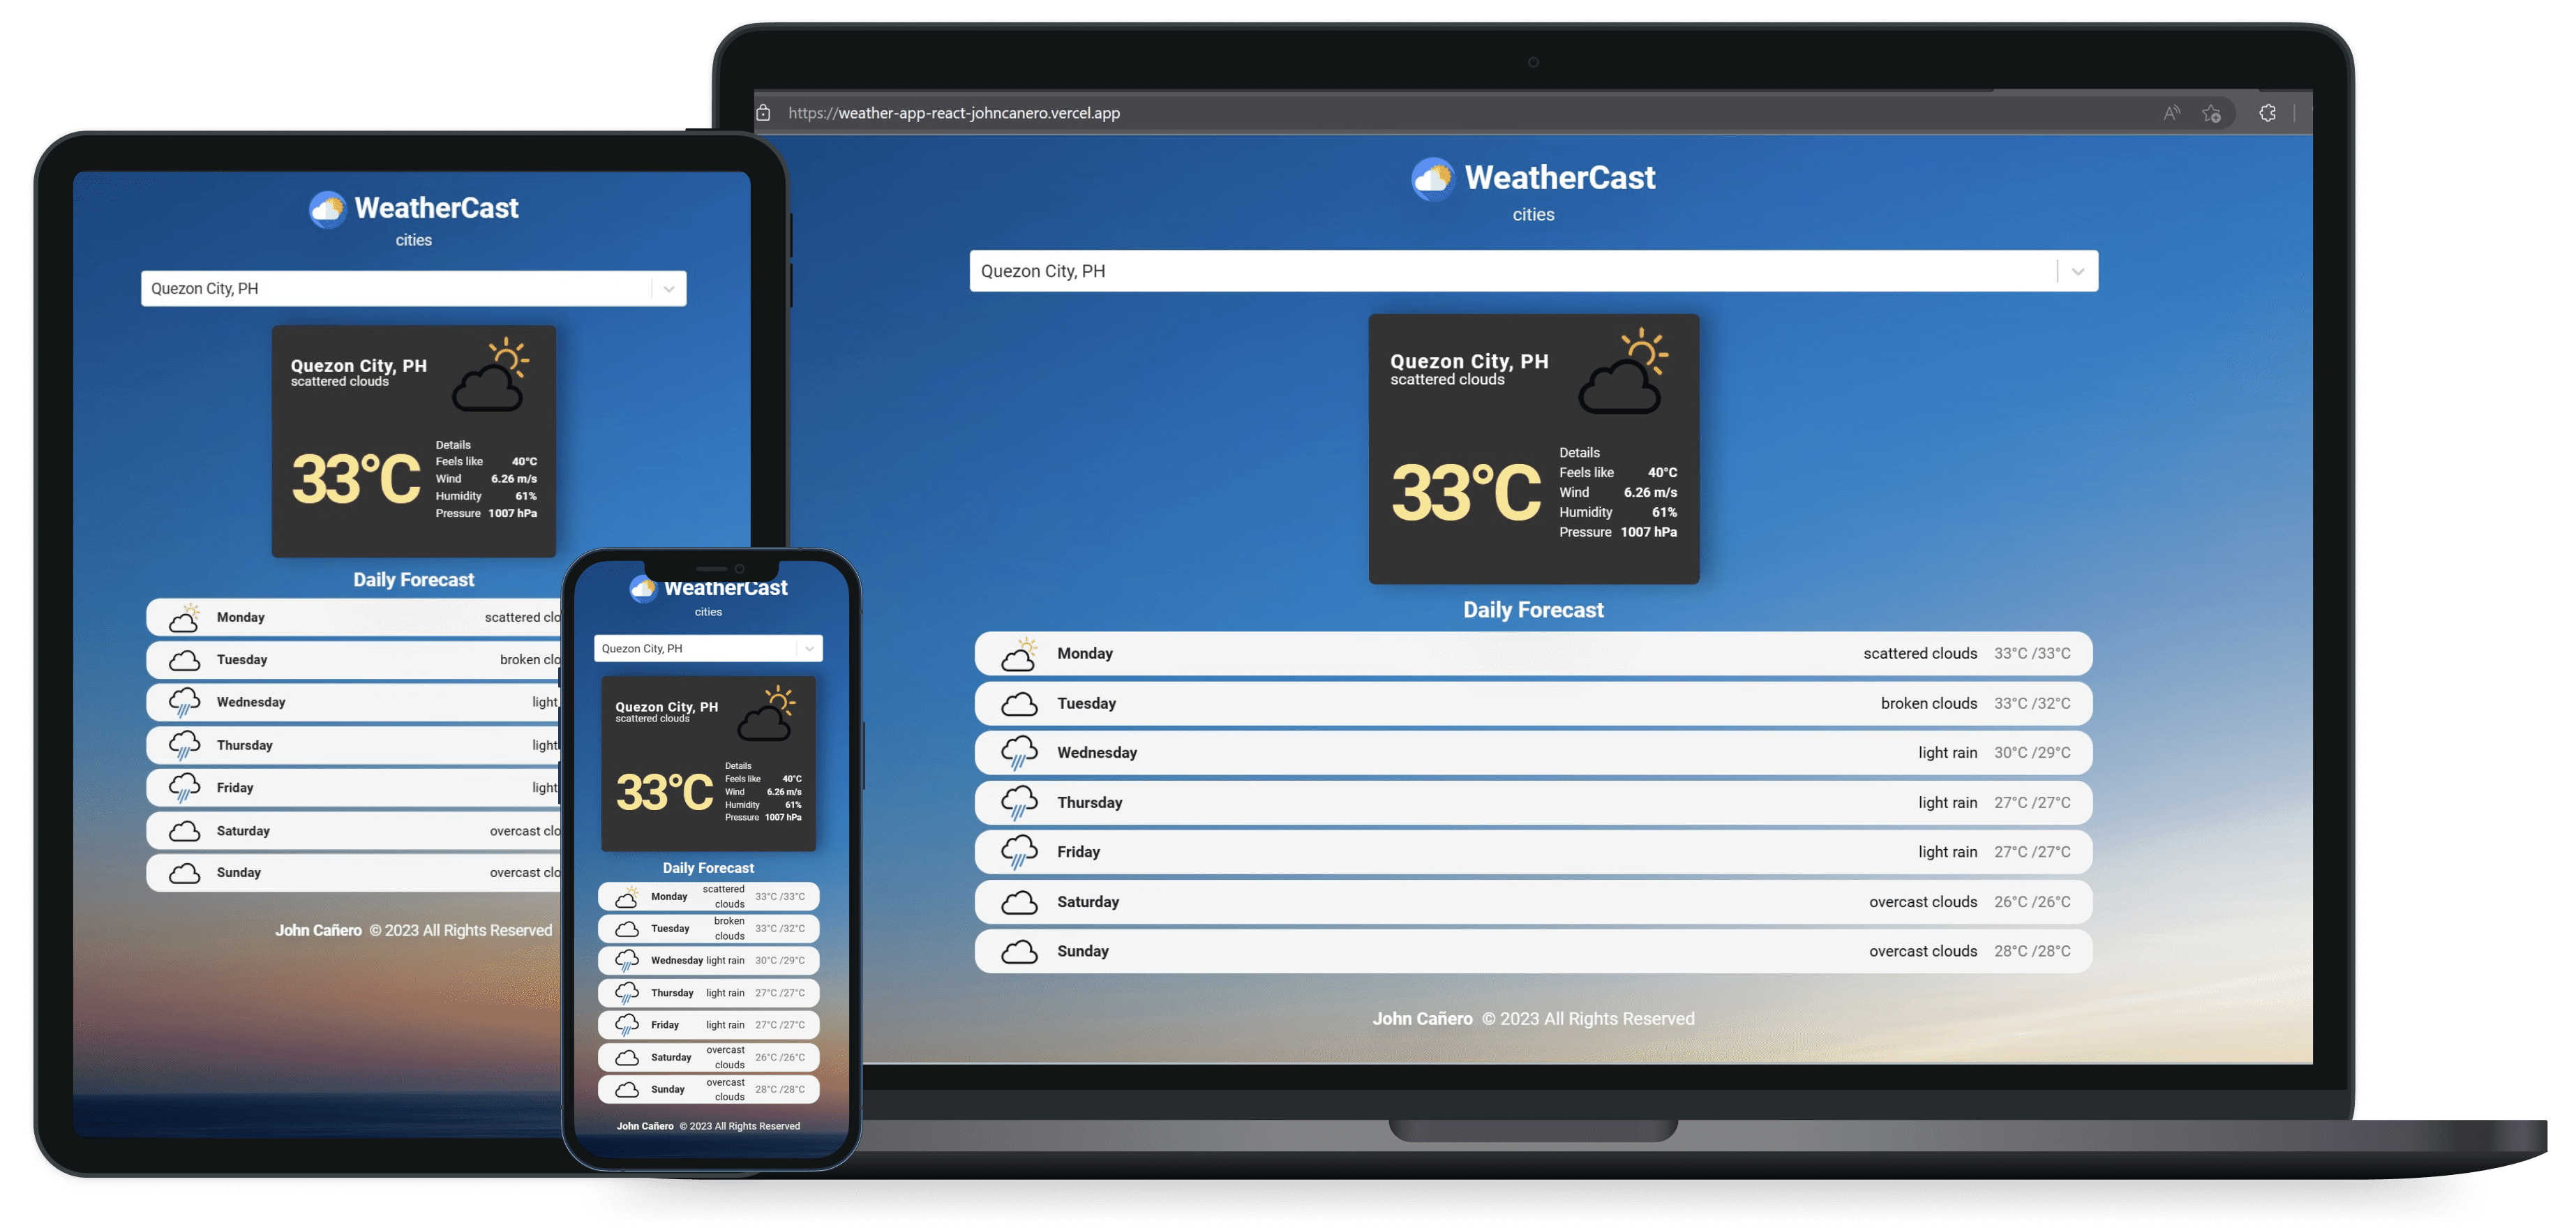 https://weather-app-react-johncanero.vercel.app
WeatherCast
cities
Quezon City, PH
Quezon City, PH
scattered clouds
33°C
Details
Feels like 40°C
Wind 6.26 m/s
Humidity 61%
Pressure 1007 hPa
Daily Forecast
Monday scattered clouds 33°C /33°C
Tuesday broken clouds 33°C /32°C
Wednesday light rain 30°C /29°C
Thursday light rain 27°C /27°C
Friday light rain 27°C /27°C
Saturday overcast clouds 26°C /26°C
Sunday overcast clouds 28°C /28°C
John Cañero © 2023 All Rights Reserved
WeatherCast
cities
Quezon City, PH
Quezon City, PH
scattered clouds
33°C
Details
Feels like 40°C
Wind 6.26 m/s
Humidity 61%
Pressure 1007 hPa
Daily Forecast
Monday scattered clo
Tuesday broken clo
Wednesday light
Thursday light
Friday light
Saturday overcast clo
Sunday overcast clo
John Cañero © 2023 All Rights Reserved
WeatherCast
cities
Quezon City, PH
Quezon City, PH
scattered clouds
33°C
Details
Feels like 40°C
Wind 6.26 m/s
Humidity 61%
Pressure 1007 hPa
Daily Forecast
Monday scattered clouds 33°C /33°C
Tuesday broken clouds 33°C /32°C
Wednesday light rain 30°C /29°C
Thursday light rain 27°C /27°C
Friday light rain 27°C /27°C
Saturday overcast clouds 26°C /26°C
Sunday overcast clouds 28°C /28°C
John Cañero © 2023 All Rights Reserved